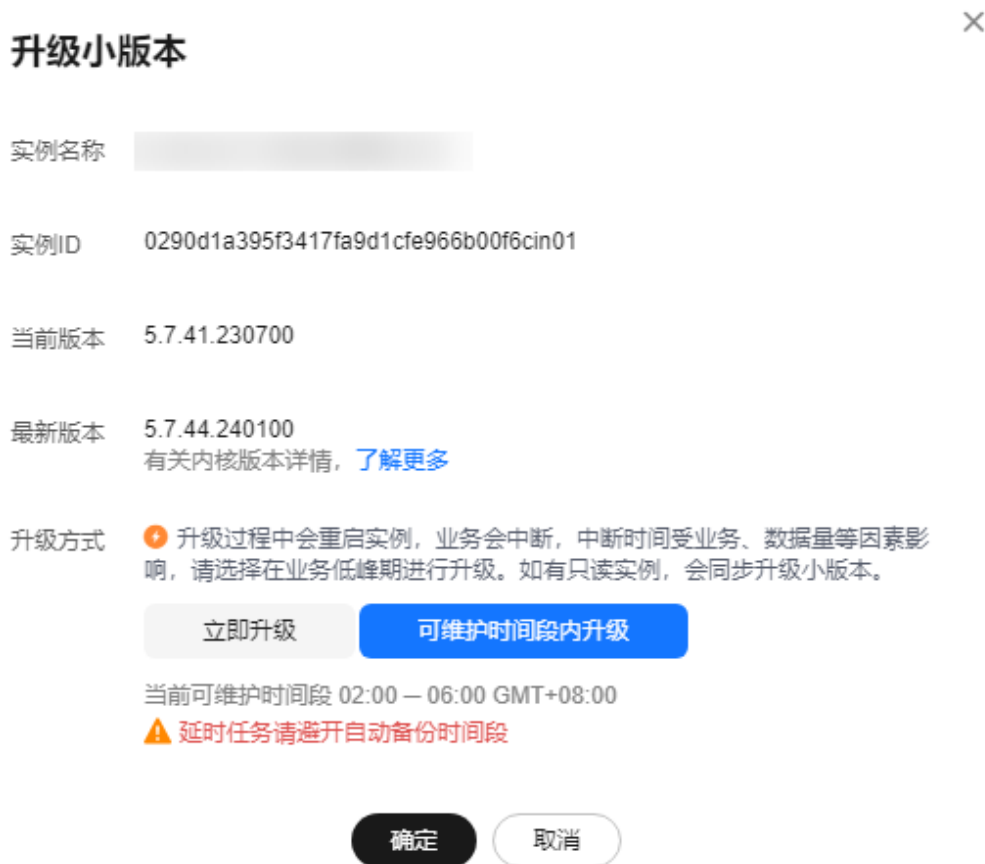 升级小版本
实例名称
实例ID 0290d1a395f3417fa9d1cfe966b00f6cin01
当前版本 5.7.41.230700
最新版本 5.7.44.240100
有关内核版本详情，了解更多
升级方式 升级过程中会重启实例，业务会中断，中断时间受业务、数据量等因素影
响，请选择在业务低峰期进行升级。如有只读实例，会同步升级小版本。
立即升级 可维护时间段内升级
当前可维护时间段 02:00 — 06:00 GMT+08:00
延时任务请避开自动备份时间段
确定 取消